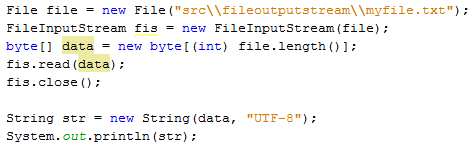 File file = new File("src\\fileoutputstream\\myfile.txt");
FileInputStream fis = new FileInputStream(file);
byte[] data = new byte[(int) file.length()];
fis.read(data);
fis.close();
String str = new String(data, "UTF-8");
System.out.println(str);